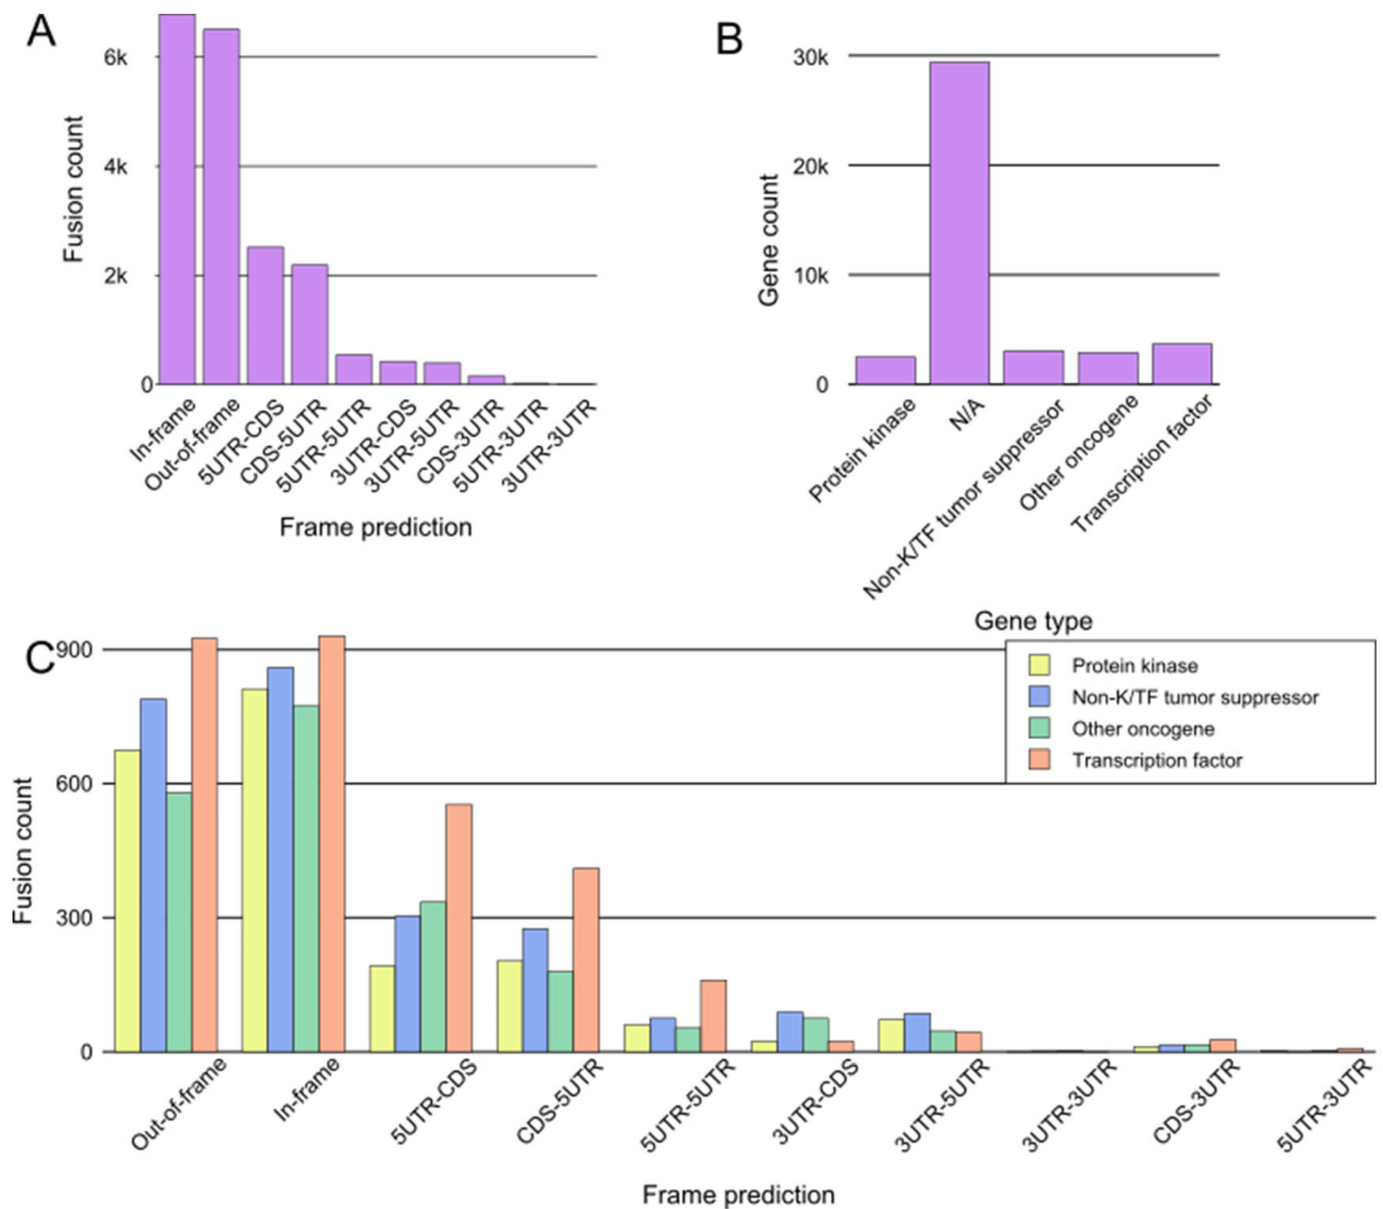 A
6k
4k
2k
0
Fusion count
In-frame
Out-of-frame
5UTR-CDS
CDS-5UTR
5UTR-5UTR
3UTR-CDS
3UTR-5UTR
CDS-3UTR
5UTR-3UTR
3UTR-3UTR
Frame prediction
B
30k
20k
10k
0
Gene count
Protein kinase
N/A
Non-K/TF tumor suppressor
Other oncogene
Transcription factor
Gene type
C
900
600
300
0
Fusion count
Protein kinase
Non-K/TF tumor suppressor
Other oncogene
Transcription factor
Out-of-frame
In-frame
5UTR-CDS
CDS-5UTR
5UTR-5UTR
3UTR-CDS
3UTR-5UTR
3UTR-3UTR
CDS-3UTR
5UTR-3UTR
Frame prediction